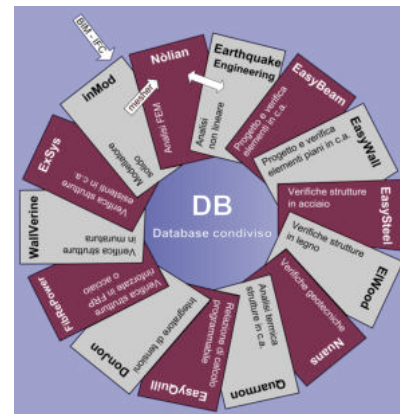 BIM - IFC
Nòlian
Analisi FEM
mesher
Earthquake
Engineering
Analisi
non lineare
EasyBeam
Progetto e verifica
elementi in c.a.
EasyWall
Progetto e verifica
elementi piani in c.a.
EasySteel
Verifiche strutture
in acciaio
ElWood
Verifiche strutture
in legno
Nuans
Verifiche geotecniche
Quarmon
Analisi termica
strutture in c.a.
EasyQuill
Relazione di calcolo
programmabile
DonJon
Integratore di tensioni
FibRePower
Verifica strutture
rinforzate in FRP
o acciaio
WallVerine
Verifica strutture
in muratura
ExSys
Verifica strutture
esistenti in c.a.
inMod
Modellatore
solido
DB
Database condiviso